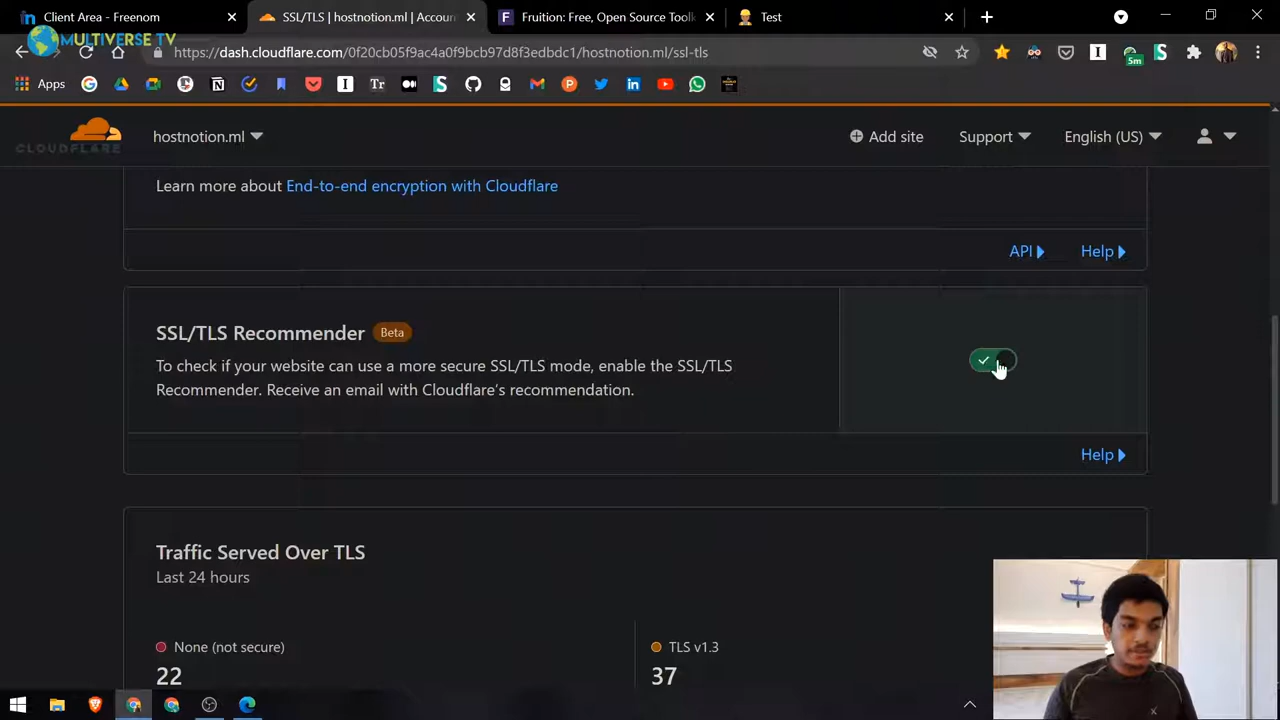 Client Area - Freenom
SSL/TLS | hostnotion.ml | Accoun
Fruition: Free, Open Source Toolk
Test
MULTIVERSE TV
https://dash.cloudflare.com/0f20cb05f9ac4a0f9bcb97d8f3edbdc1/hostnotion.ml/ssl-tls
5m
Apps
CLOUDFLARE
hostnotion.ml
Add site
Support
English (US)
Learn more about End-to-end encryption with Cloudflare
API
Help
SSL/TLS Recommender Beta
To check if your website can use a more secure SSL/TLS mode, enable the SSL/TLS
Recommender. Receive an email with Cloudflare's recommendation.
Help
Traffic Served Over TLS
Last 24 hours
None (not secure)
22
TLS v1.3
37